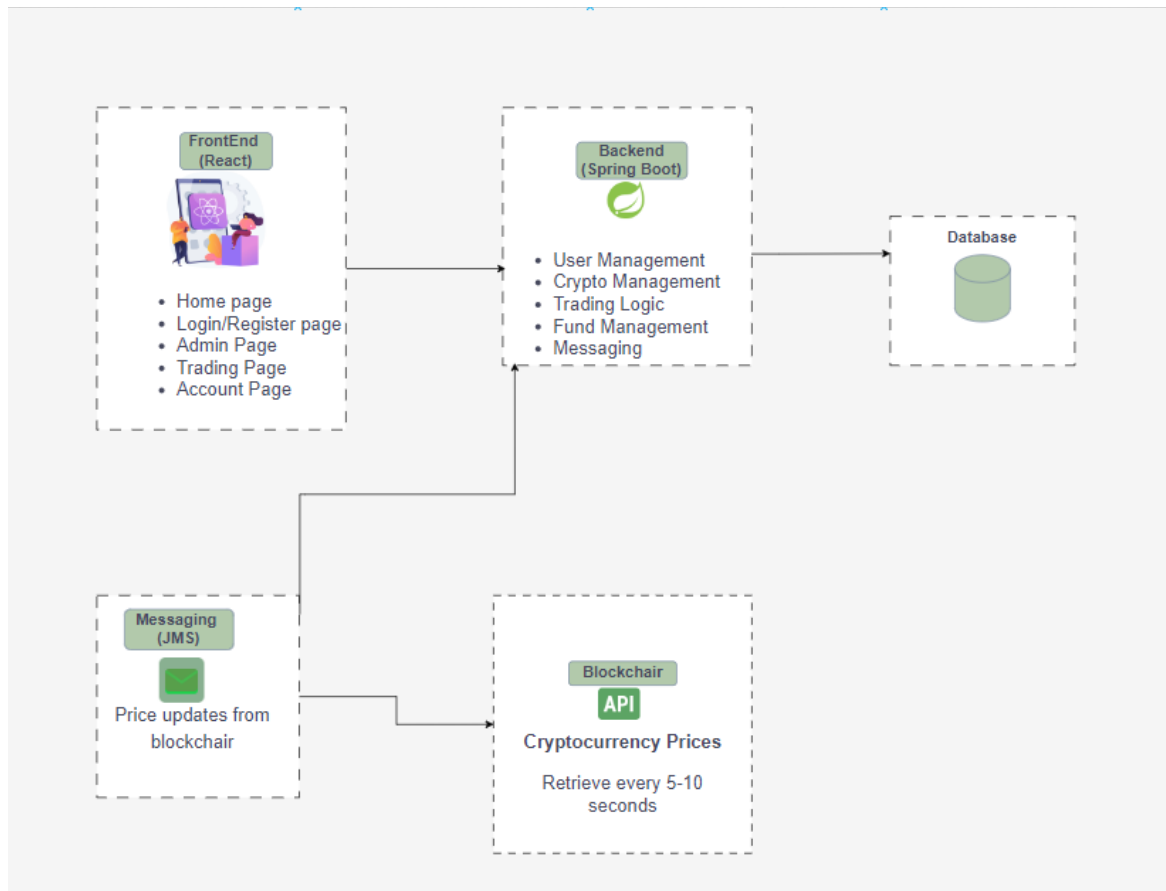 FrontEnd
(React)
• Home page
• Login/Register page
• Admin Page
• Trading Page
• Account Page
Backend
(Spring Boot)
• User Management
• Crypto Management
• Trading Logic
• Fund Management
• Messaging
Database
Messaging
(JMS)
Price updates from
blockchair
Blockchair
API
Cryptocurrency Prices
Retrieve every 5-10
seconds